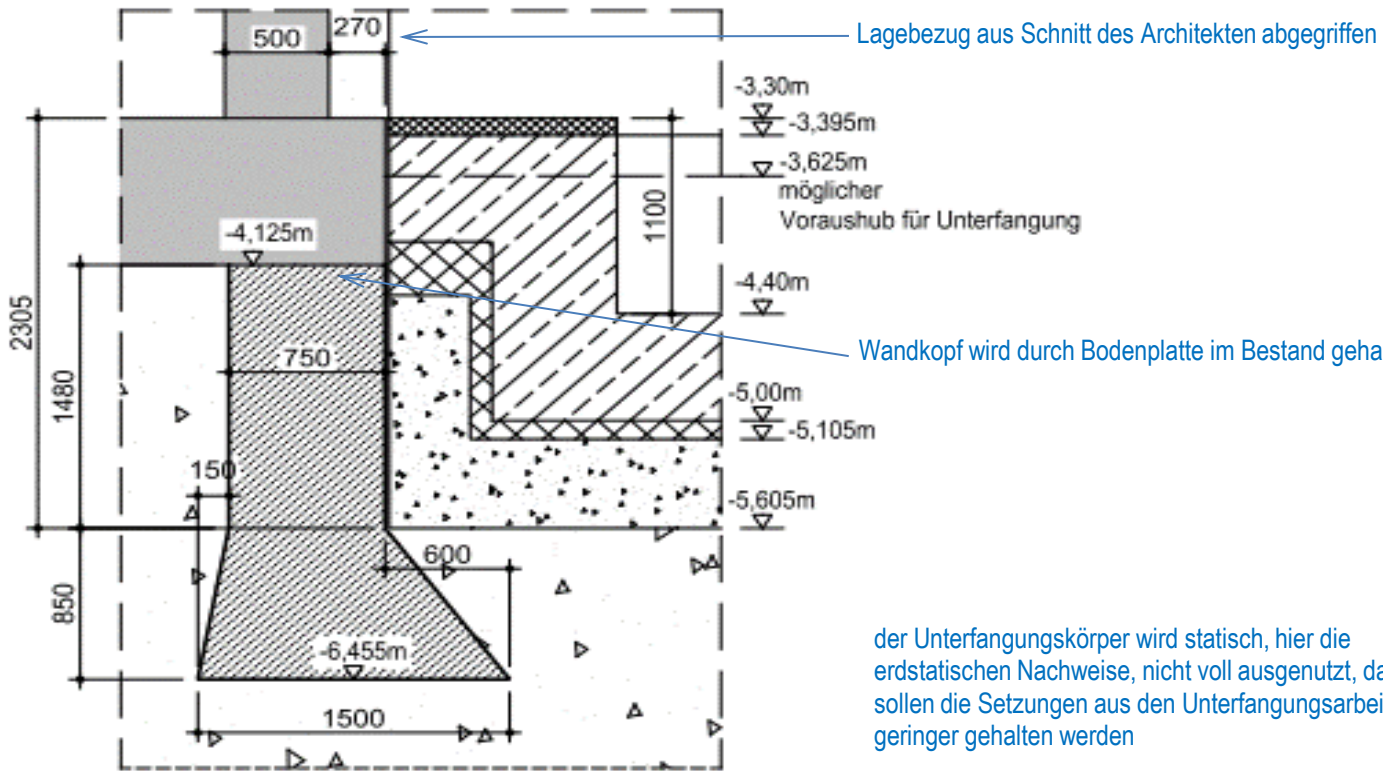 500
270
Lagebezug aus Schnitt des Architekten abgegriffen
-3,30m
-3,395m
-3,625m
möglicher
Voraushub für Unterfangung
1100
-4,125m
-4,40m
2305
1480
750
Wandkopf wird durch Bodenplatte im Bestand geha
-5,00m
-5,105m
150
-5,605m
600
850
-6,455m
1500
der Unterfangungskörper wird statisch, hier die
erdstatischen Nachweise, nicht voll ausgenutzt, da
sollen die Setzungen aus den Unterfangungsarbei
geringer gehalten werden